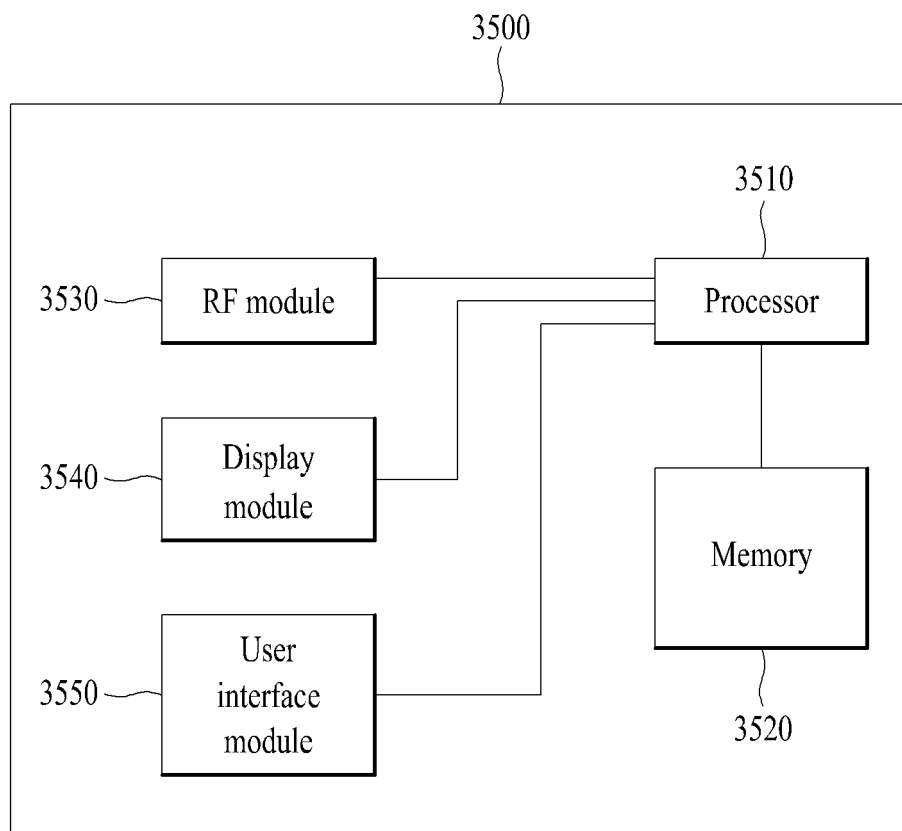 3500
3510
3530
RF module
Processor
3540
Display
module
Memory
3550
User
interface
module
3520